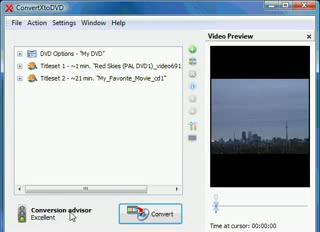 ConvertXtoDVD
File Action Settings Window Help
DVD Options - "My DVD"
Titleset 1 - ~1 min. "Red Skies (PAL DVD1)_video691
Titleset 2 - ~21 min. "My_Favorite_Movie_cd1"
Conversion advisor
Excellent
Convert
Video Preview
Time at cursor: 00:00:00